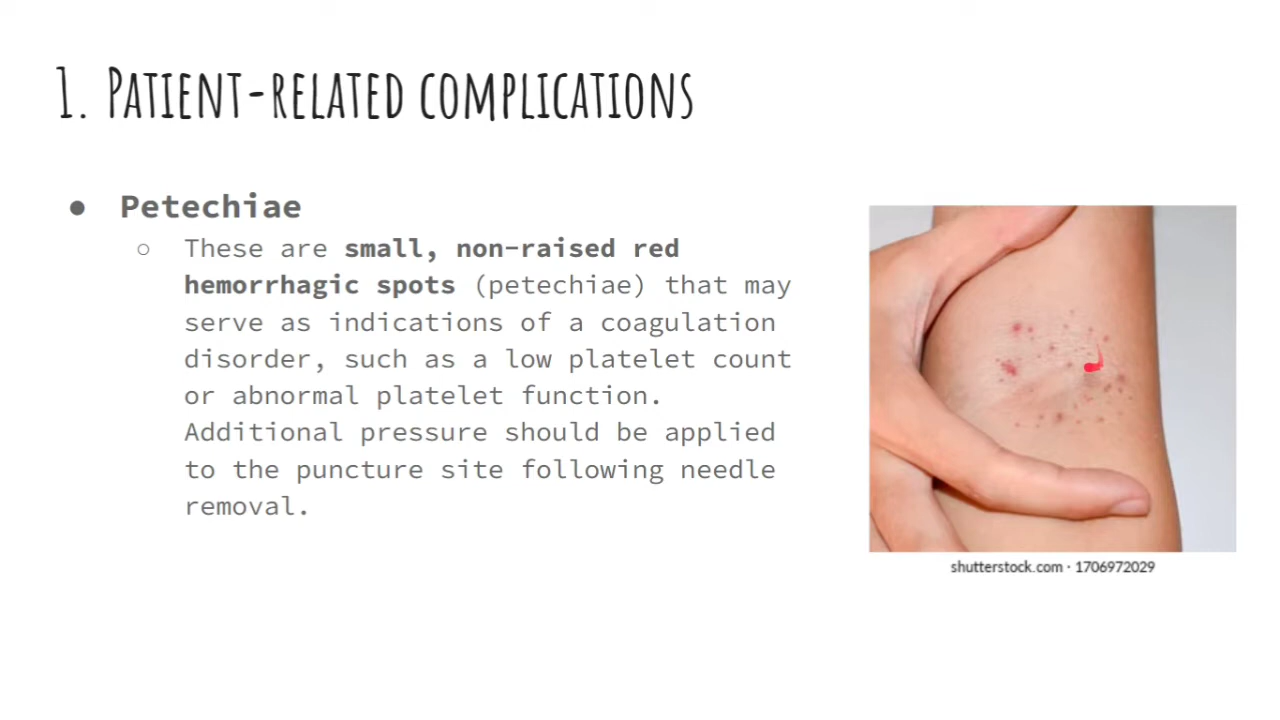 1. Patient-related complications
● Petechiae
○ These are small, non-raised red
hemorrhagic spots (petechiae) that may
serve as indications of a coagulation
disorder, such as a low platelet count
or abnormal platelet function.
Additional pressure should be applied
to the puncture site following needle
removal.
shutterstock.com · 1706972029